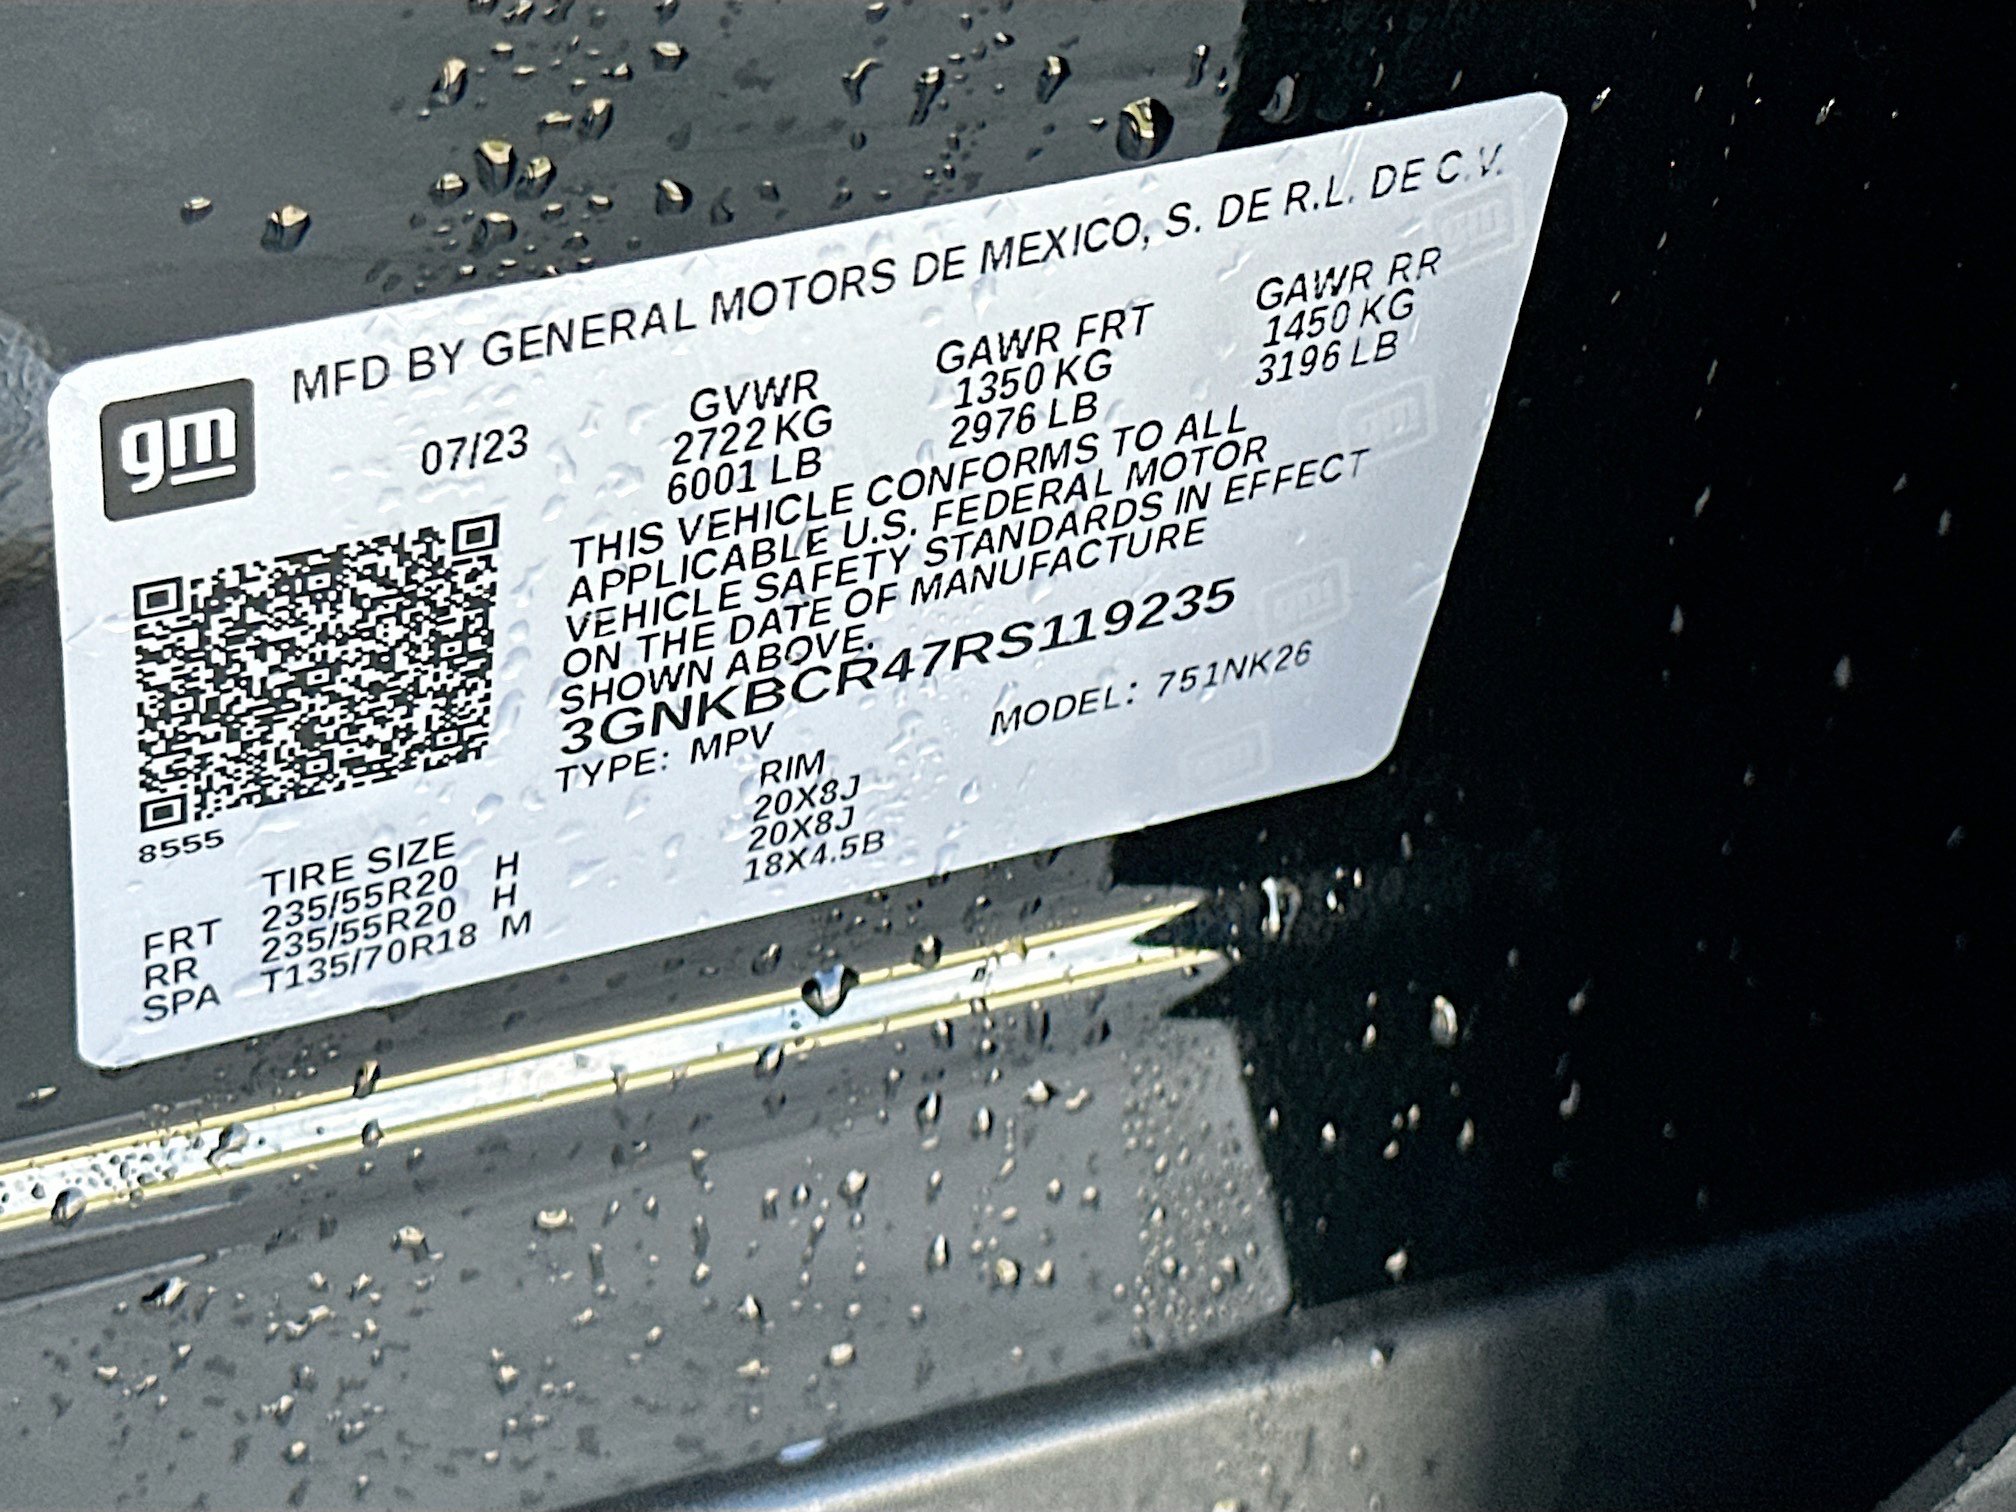 MFD BY GENERAL MOTORS DE MEXICO, S. DE R.L. DE C.V.
gm
07/23
GVWR
2722 KG
6001 LB
GAWR FRT
1350 KG
2976 LB
GAWR RR
1450 KG
3196 LB
THIS VEHICLE CONFORMS TO ALL
APPLICABLE U.S. FEDERAL MOTOR
VEHICLE SAFETY STANDARDS IN EFFECT
ON THE DATE OF MANUFACTURE
SHOWN ABOVE.
3GNKBCR47RS119235
TYPE: MPV MODEL: 751NK26
8555
TIRE SIZE RIM
FRT 235/55R20 H 20X8J
RR 235/55R20 H 20X8J
SPA T135/70R18 M 18X4.5B